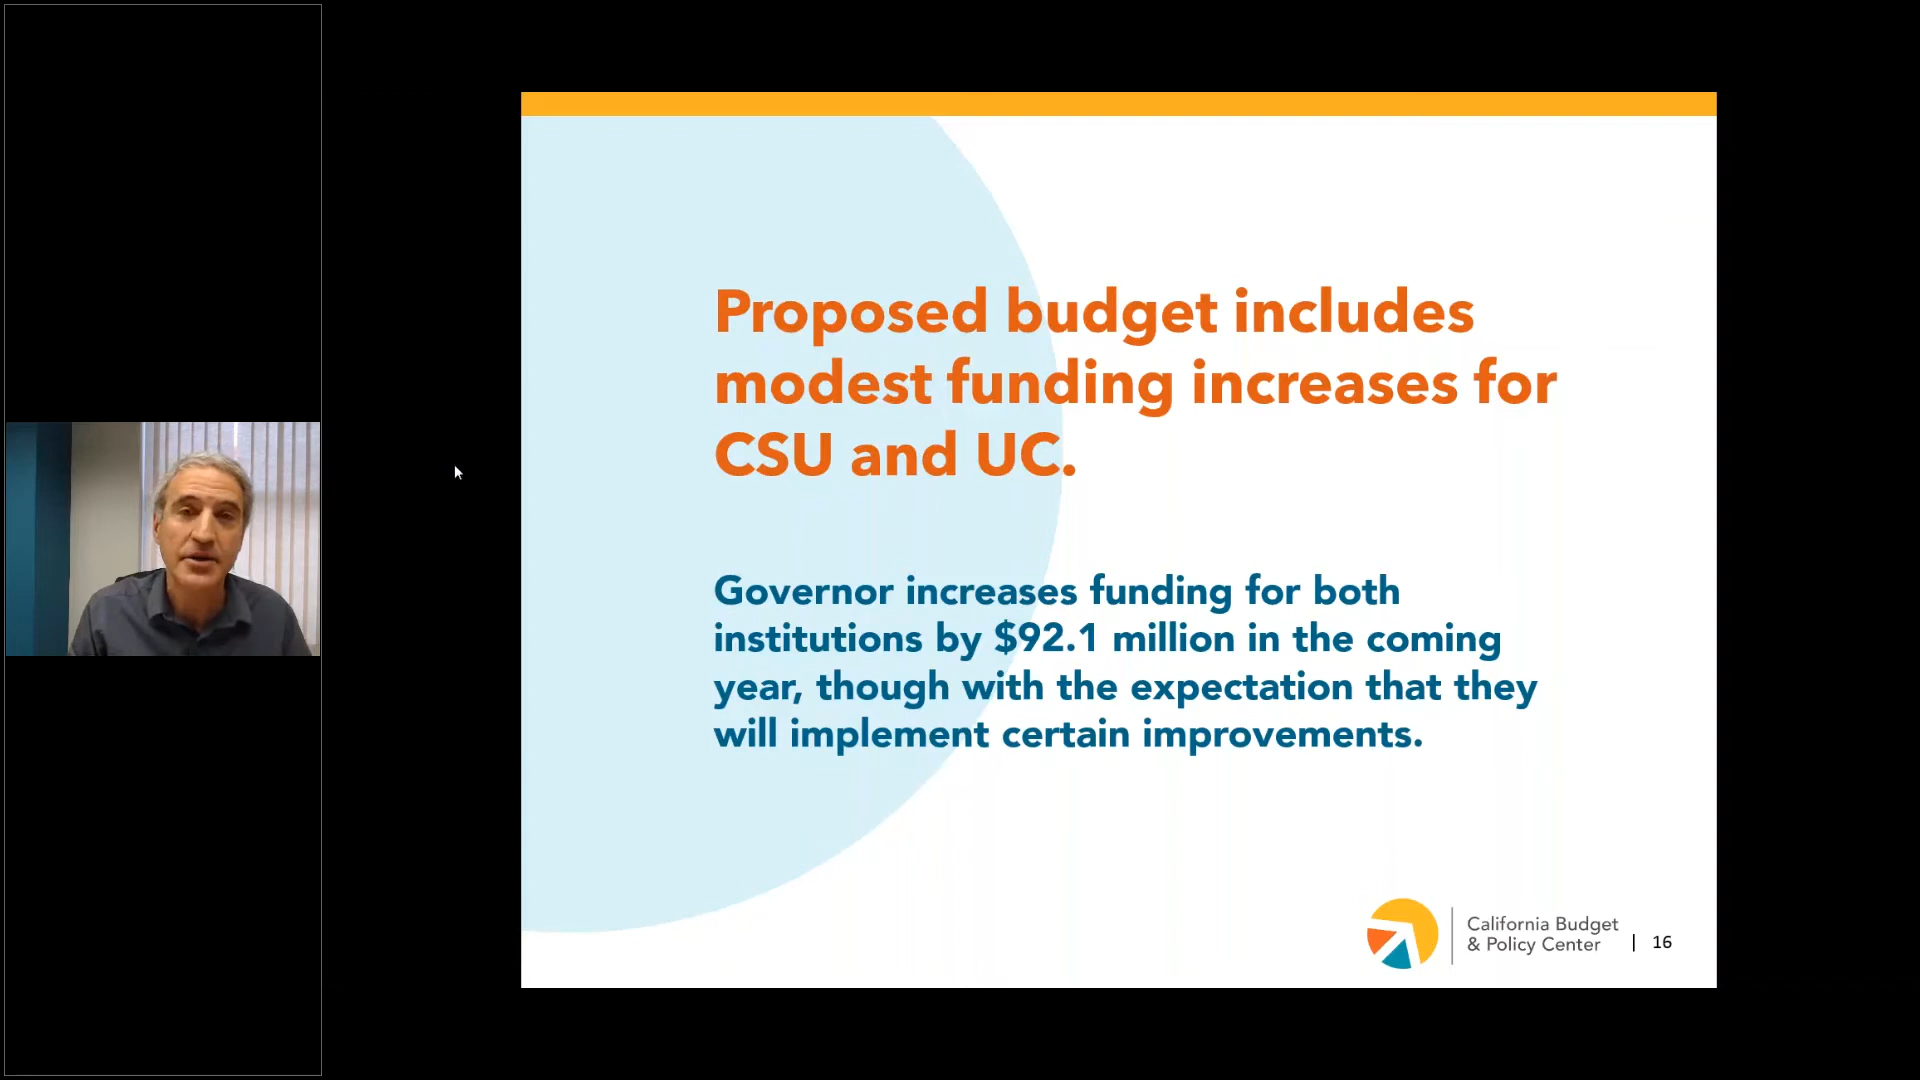 Proposed budget includes
modest funding increases for
CSU and UC.
Governor increases funding for both
institutions by $92.1 million in the coming
year, though with the expectation that they
will implement certain improvements.
California Budget
& Policy Center | 16